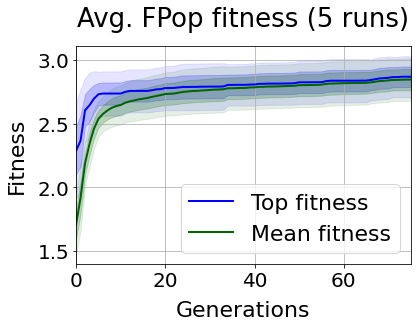 Avg. FPop fitness (5 runs)
3.0
2.5
2.0
1.5
Fitness
Top fitness
Mean fitness
0 20 40 60
Generations